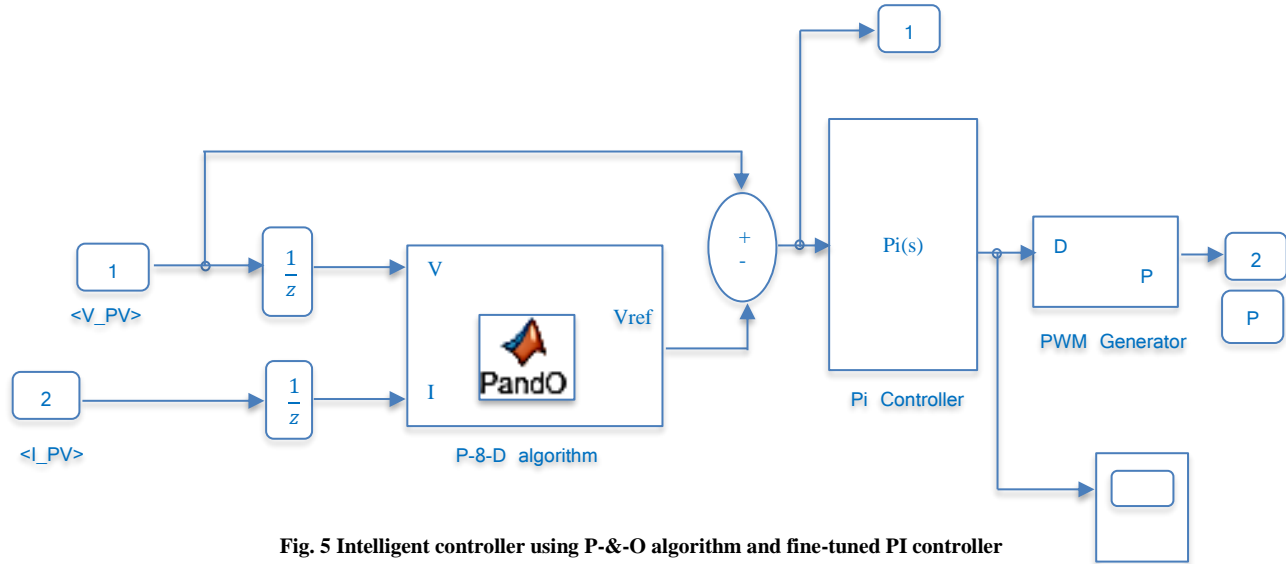 1
1
<V_PV>
1
z
V
Vref
PandO
I
P-8-D algorithm
2
<I_PV>
1
z
+
-
Pi(s)
Pi Controller
D
P
PWM Generator
2
P
Fig. 5 Intelligent controller using P-&-O algorithm and fine-tuned PI controller